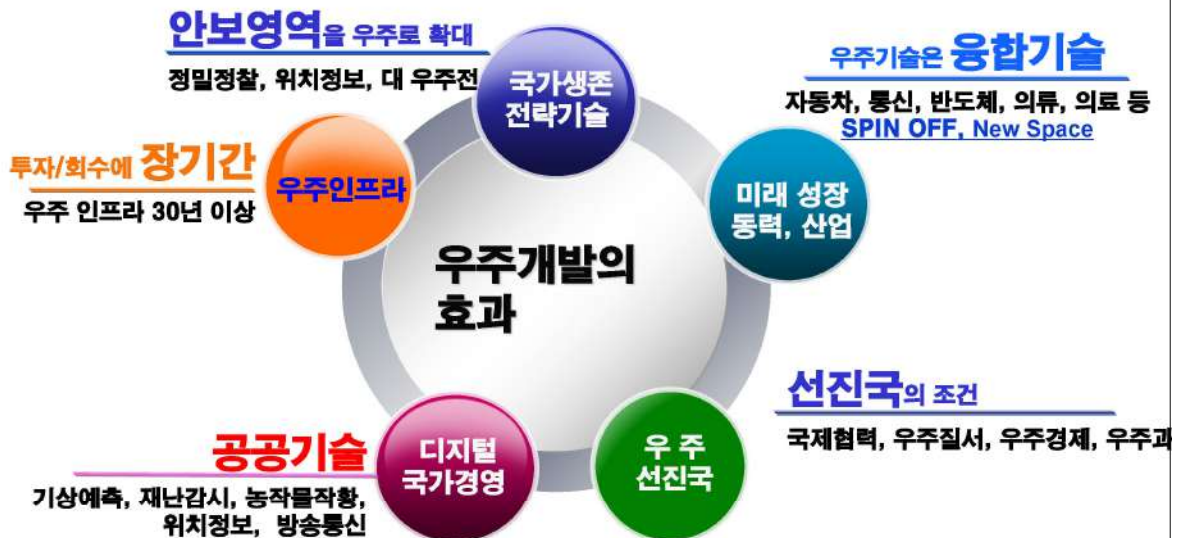 안보영역을 우주로 확대
정밀정찰, 위치정보, 대 우주전
국가생존
전략기술
우주기술은 융합기술
자동차, 통신, 반도체, 의류, 의료 등
SPIN OFF, New Space
투자/회수에 장기간
우주 인프라 30년 이상
우주인프라
미래 성장
동력, 산업
우주개발의
효과
선진국의 조건
국제협력, 우주질서, 우주경제, 우주과
공공기술
기상예측, 재난감시, 농작물작황,
위치정보, 방송통신
디지털
국가경영
우 주
선진국